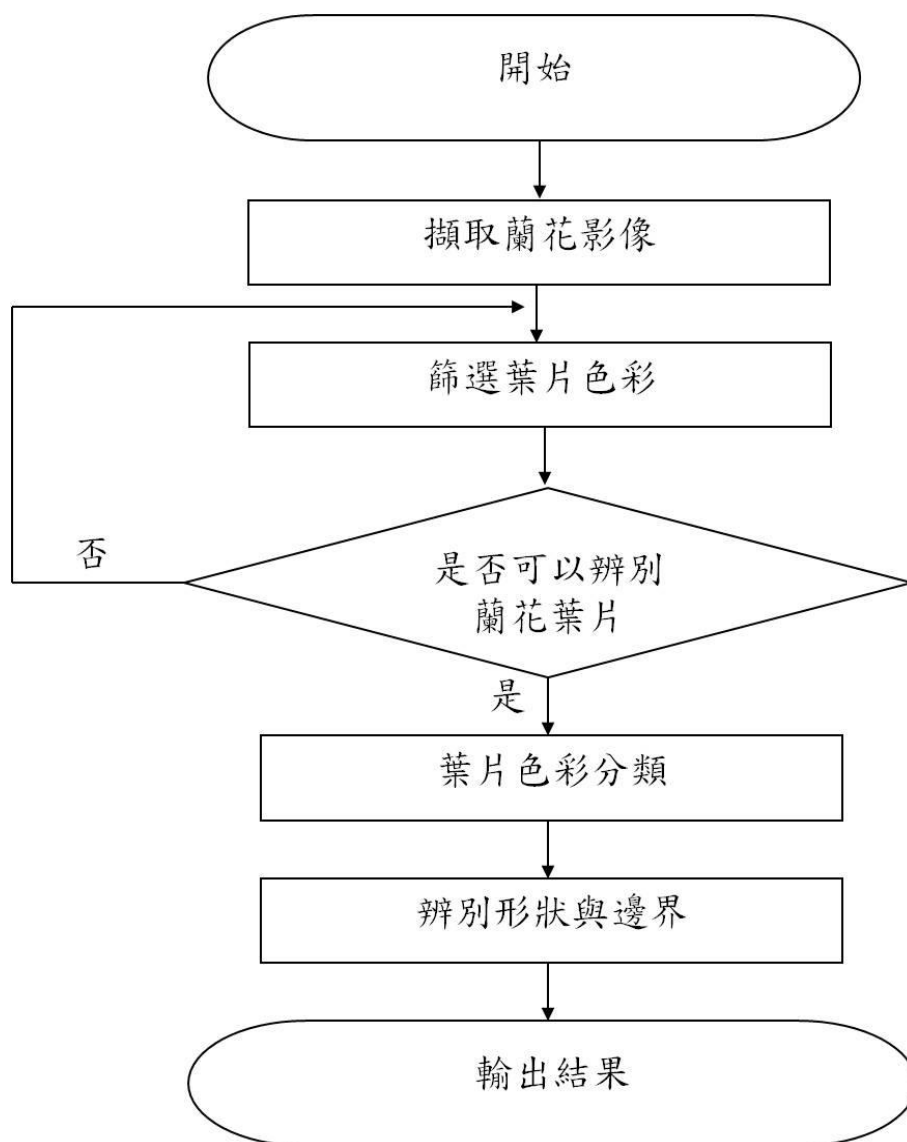 開始
擷取蘭花影像
篩選葉片色彩
否
是否可以辨別
蘭花葉片
是
葉片色彩分類
辨別形狀與邊界
輸出結果